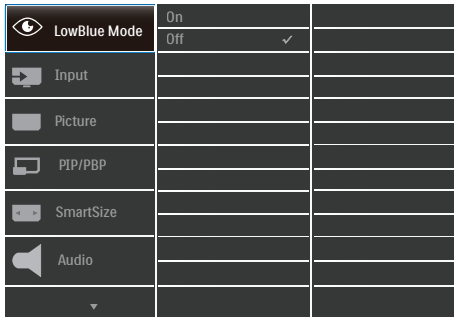 LowBlue Mode
On
Off
Input
Picture
PIP/PBP
SmartSize
Audio